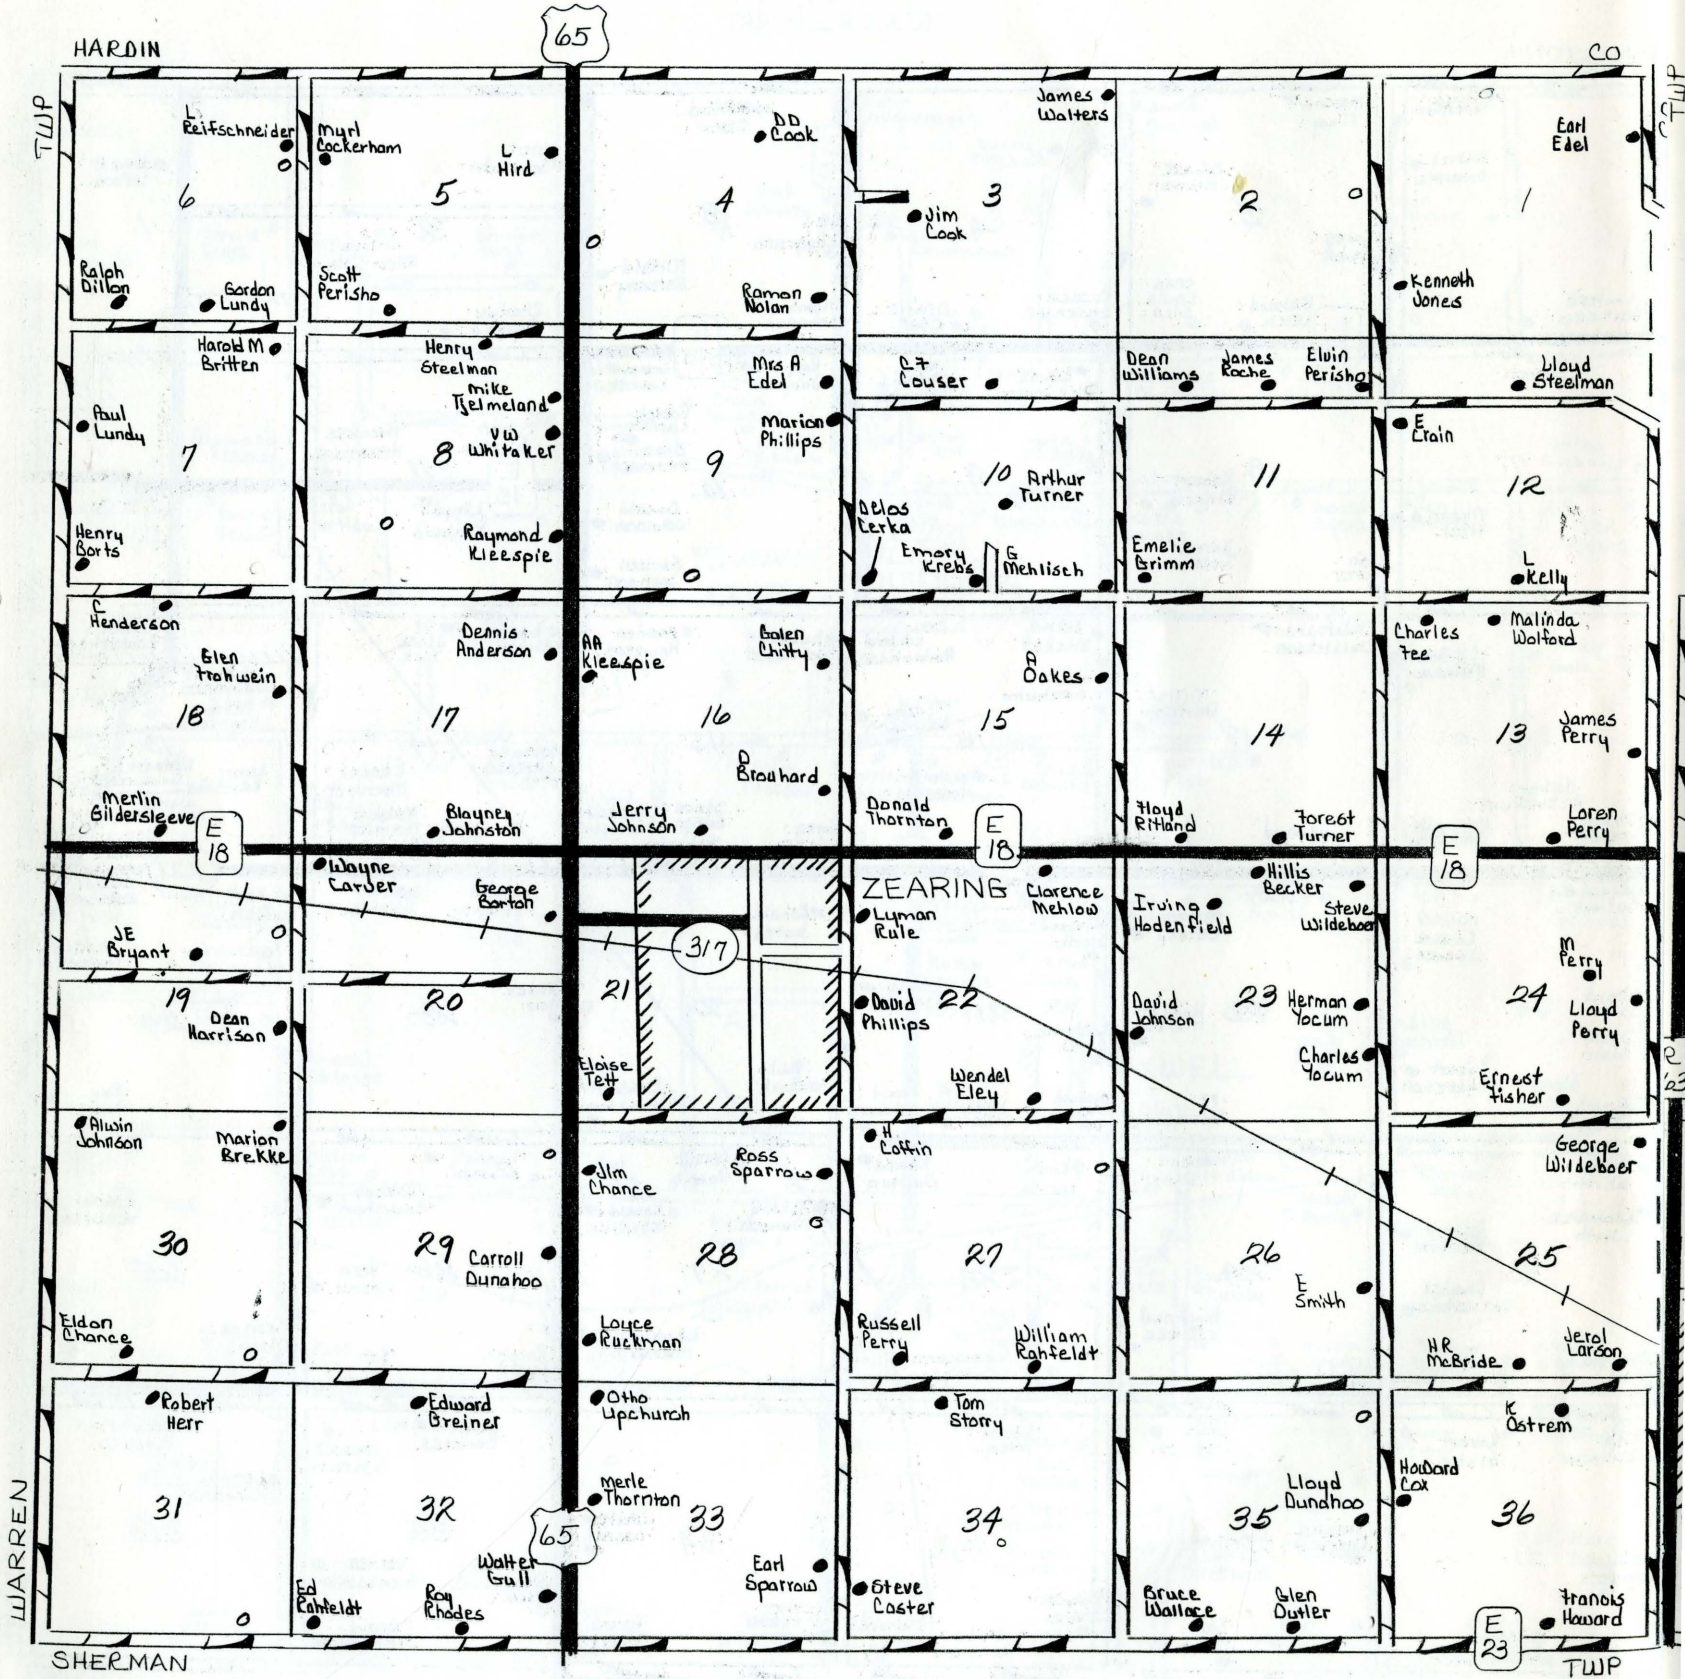 65
HARDIN
CO
TWP
TWP
L
Reifschneider
Myrl
Cockerham
L
Hird
DD
Cook
James
Walters
Earl
Edel
6
5
4
3
2
1
Jim
Cook
Ralph
Dillon
Gordon
Lundy
Scott
Perisho
Ramon
Nolan
Kenneth
Jones
Harold M
Britten
Henry
Steelman
Mike
Tjelmeland
Mrs A
Edel
CF
Couser
Dean
Williams
James
Roche
Elvin
Perisho
Lloyd
Steelman
Paul
Lundy
VW
Whitaker
Marion
Phillips
E
Crain
7
8
9
10
Arthur
Turner
11
12
Henry
Borts
Raymond
Kleespie
Delos
Cerka
Emory
Krebs
G
Mehlisch
Emelie
Grimm
L
Kelly
C
Henderson
Glen
Frohwein
Dennis
Anderson
AA
Kleespie
Galen
Chitty
A
Oakes
Charles
Fee
Malinda
Wolford
18
17
16
15
14
13
James
Perry
D
Brouhard
Merlin
Gildersleeve
E
18
Blayney
Johnston
Jerry
Johnson
Donald
Thornton
E
18
Floyd
Ritland
Forest
Turner
E
18
Loren
Perry
Wayne
Carver
George
Barton
ZEARING
Clarence
Mehlow
Hillis
Becker
Steve
Wildeboer
Lyman
Rule
Irving
Hodenfield
JE
Bryant
317
M
Perry
19
20
21
22
23
24
Dean
Harrison
David
Phillips
David
Johnson
Herman
Yocum
Lloyd
Perry
Eloise
Tett
Wendel
Eley
Charles
Yocum
Ernest
Fisher
Alwin
Johnson
Marion
Brekke
Jim
Chance
Ross
Sparrow
H
Coffin
George
Wildeboer
30
29
28
27
26
25
Carroll
Dunahoo
E
Smith
Eldon
Chance
Loyce
Ruckman
Russell
Perry
William
Rahfeldt
HR
McBride
Jerol
Larson
Robert
Herr
Edward
Greiner
Otho
Upchurch
Tom
Storry
K
Ostrem
Merle
Thornton
Lloyd
Dunahoo
Howard
Cox
31
32
65
33
34
35
36
Walter
Gull
Earl
Sparrow
Steve
Coster
Ed
Rahfeldt
Roy
Rhodes
Bruce
Wallace
Glen
Dutler
Francis
Howard
E
23
WARREN
SHERMAN
TWP